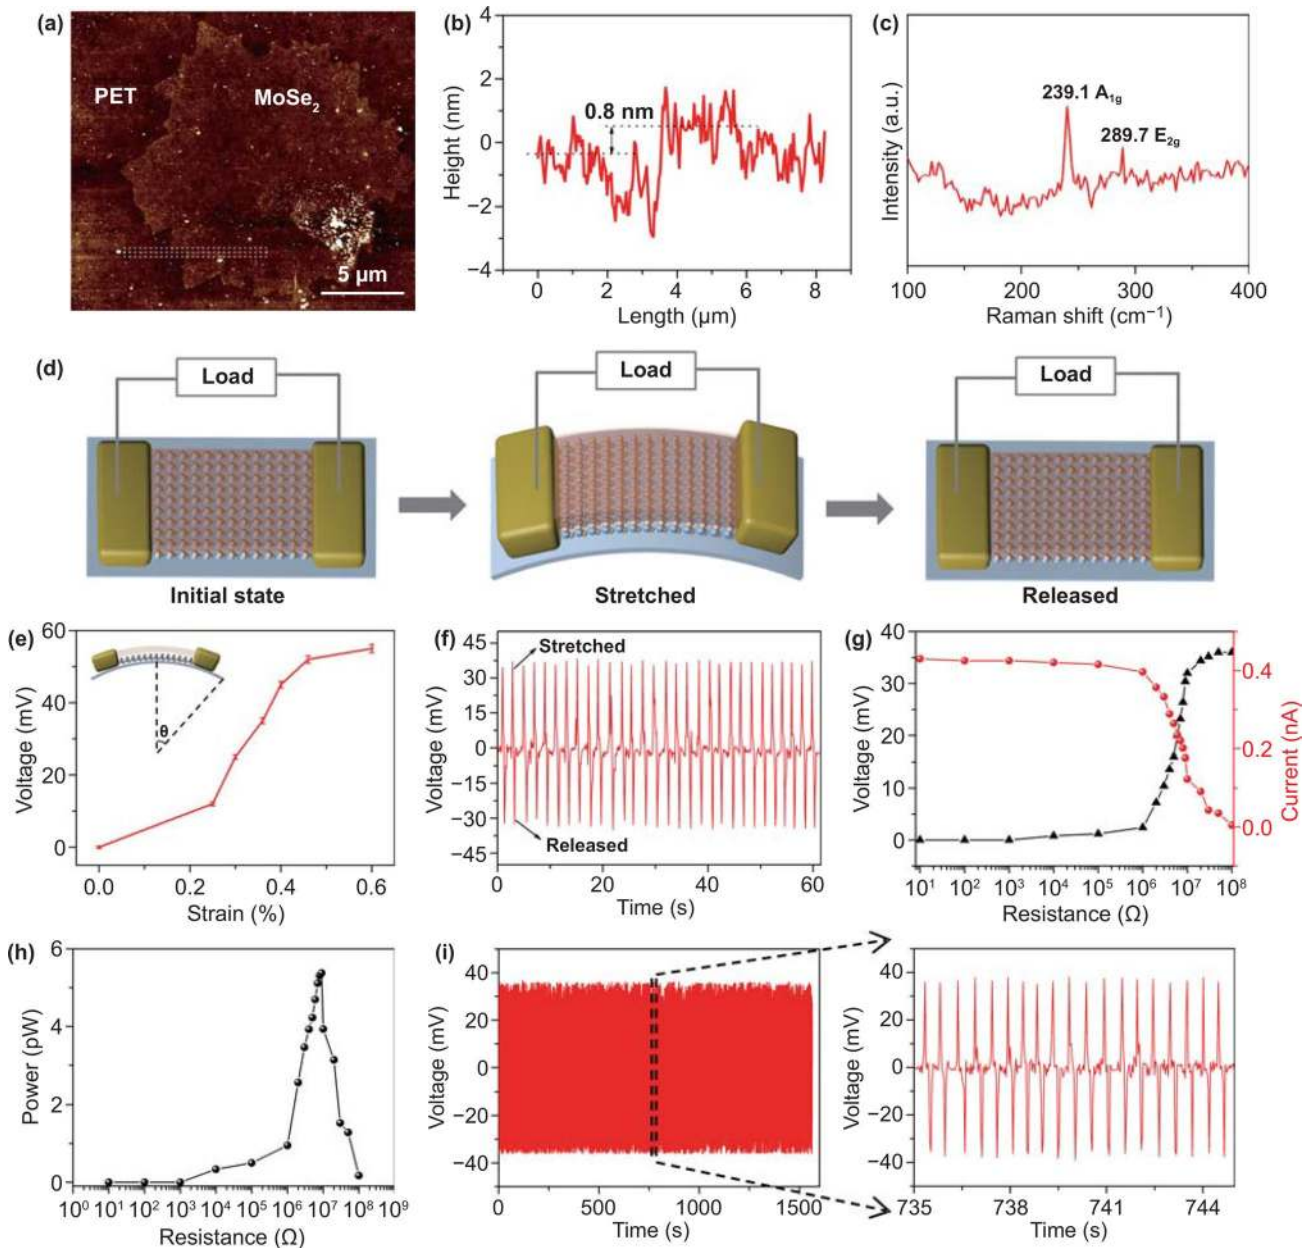 (a)
PET
MoSe₂
5 μm
(b)
Height (nm)
4
2
0
−2
−4
0.8 nm
0 2 4 6 8
Length (μm)
(c)
Intensity (a.u.)
239.1 A₁g
289.7 E₂g
100 200 300 400
Raman shift (cm⁻¹)
(d)
Load
Load
Load
Initial state
Stretched
Released
(e)
Voltage (mV)
60
40
20
0
θ
0.0 0.2 0.4 0.6
Strain (%)
(f)
Voltage (mV)
45
30
15
0
−15
−30
−45
Stretched
Released
0 20 40 60
Time (s)
(g)
Voltage (mV)
40
30
20
10
0
0.4
0.2
0.0
Current (nA)
10¹ 10² 10³ 10⁴ 10⁵ 10⁶ 10⁷ 10⁸
Resistance (Ω)
(h)
Power (pW)
6
4
2
0
10⁰ 10¹ 10² 10³ 10⁴ 10⁵ 10⁶ 10⁷ 10⁸ 10⁹
Resistance (Ω)
(i)
Voltage (mV)
40
20
0
−20
−40
0 500 1000 1500
Time (s)
Voltage (mV)
40
20
0
−20
−40
735 738 741 744
Time (s)